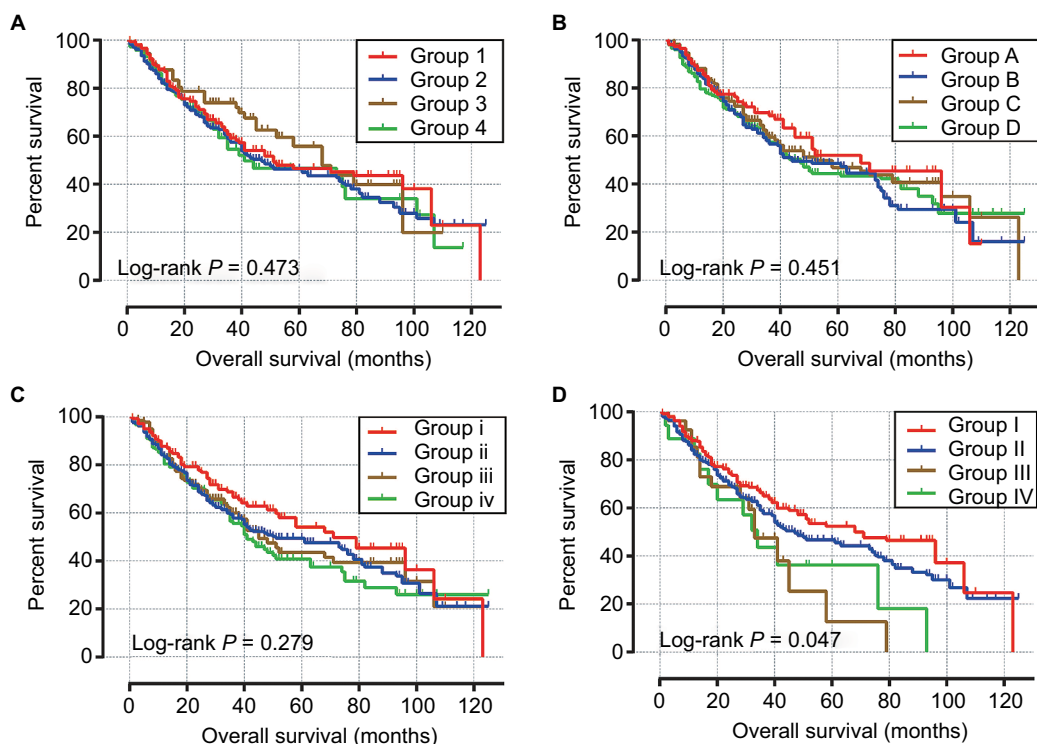 A
Percent survival
100
80
60
40
20
0
Group 1
Group 2
Group 3
Group 4
Log-rank P = 0.473
0 20 40 60 80 100 120
Overall survival (months)
B
Percent survival
100
80
60
40
20
0
Group A
Group B
Group C
Group D
Log-rank P = 0.451
0 20 40 60 80 100 120
Overall survival (months)
C
Percent survival
100
80
60
40
20
0
Group i
Group ii
Group iii
Group iv
Log-rank P = 0.279
0 20 40 60 80 100 120
Overall survival (months)
D
Percent survival
100
80
60
40
20
0
Group I
Group II
Group III
Group IV
Log-rank P = 0.047
0 20 40 60 80 100 120
Overall survival (months)